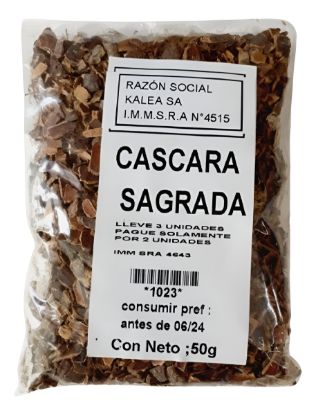 RAZÓN SOCIAL
KALEA SA
I.M.M.S.R.A N°4515
CASCARA
SAGRADA
LLEVE 3 UNIDADES
PAGUE SOLAMENTE
POR 2 UNIDADES
IMM SRA 4643
*1023*
consumir pref :
antes de 06/24
Con Neto ;50g